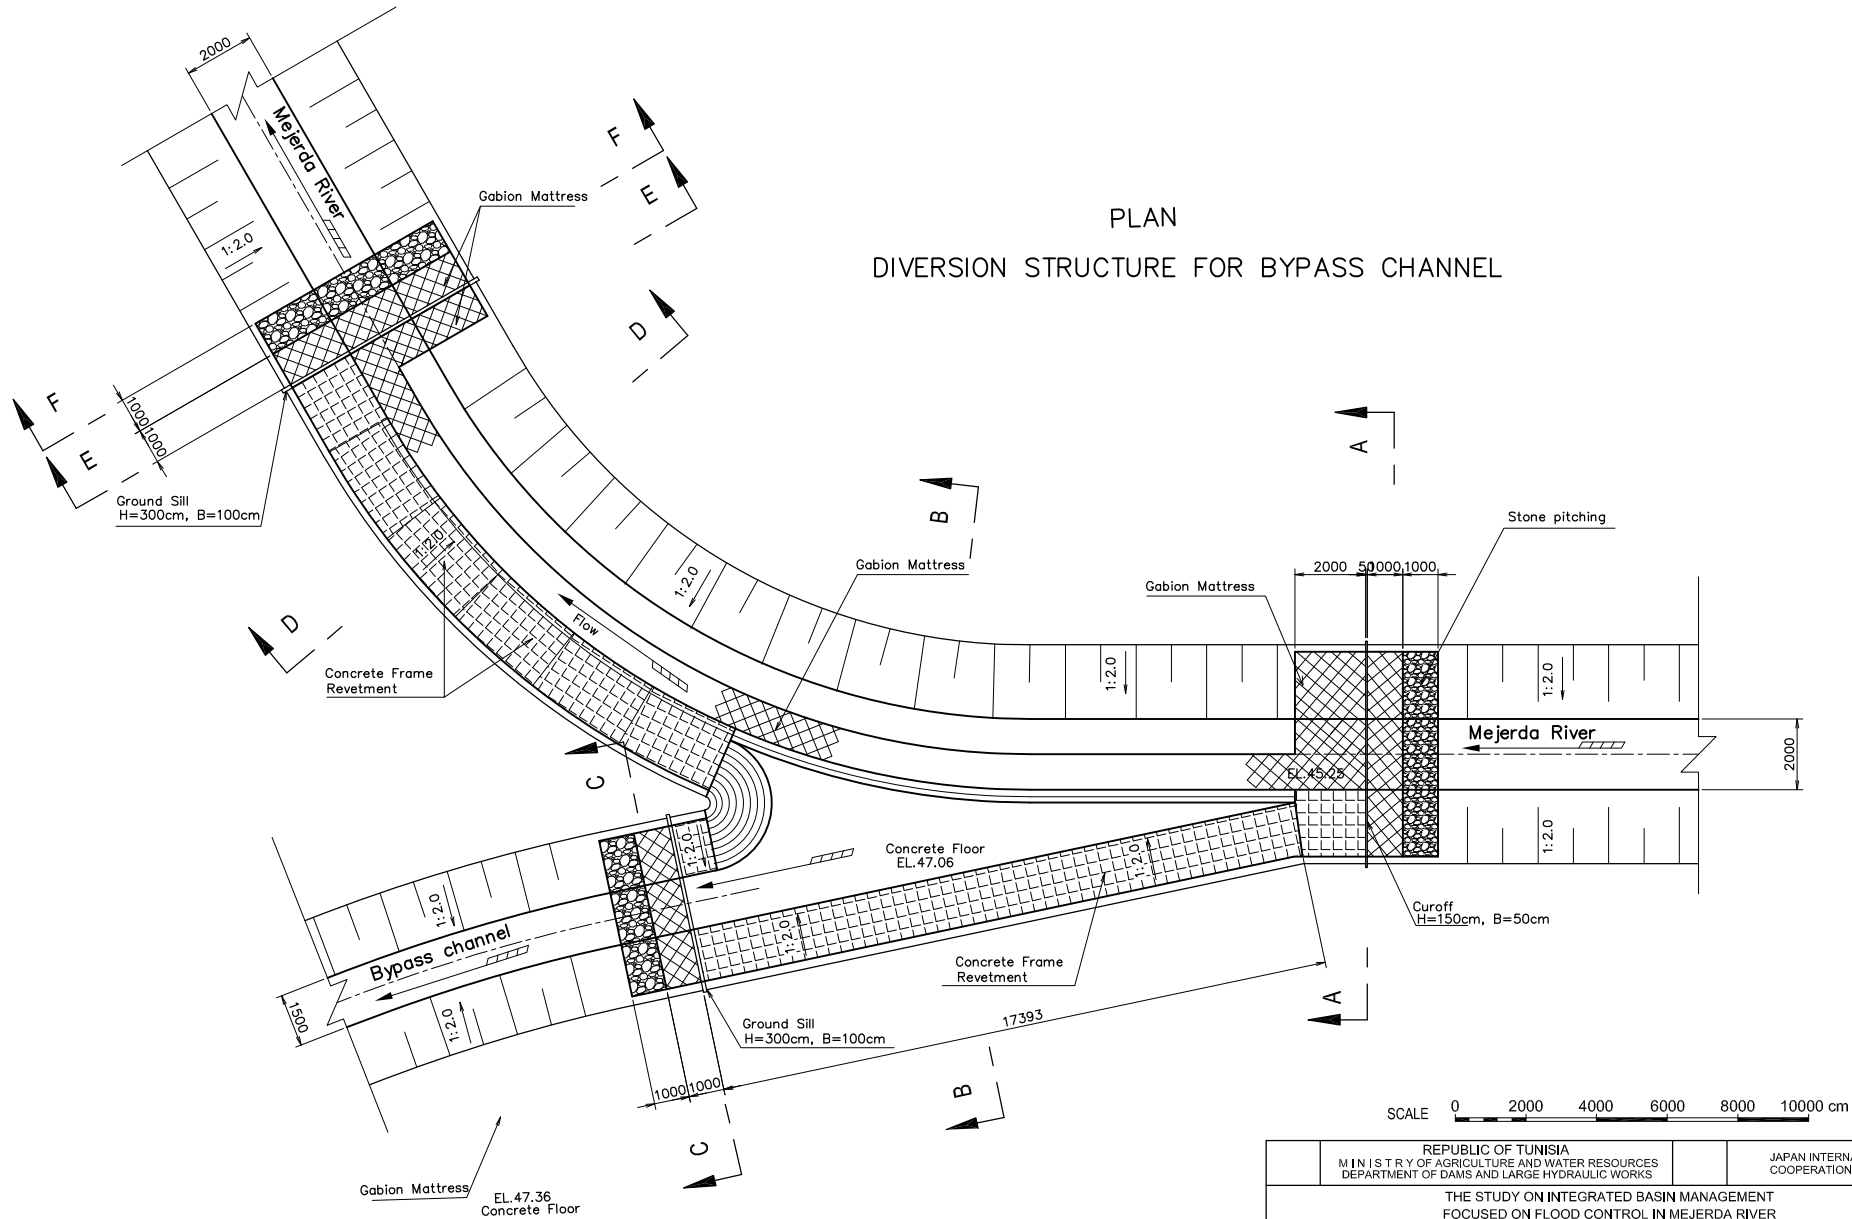 PLAN
DIVERSION STRUCTURE FOR BYPASS CHANNEL
2000
Mejerda River
F
E
Gabion Mattress
1:2.0
D
F
E
1000
1000
Ground Sill
H=300cm, B=100cm
1:2.0
D
Concrete Frame
Revetment
Flow
1:2.0
Gabion Mattress
B
A
Stone pitching
Gabion Mattress
2000
50
1000
1000
1:2.0
1:2.0
Mejerda River
2000
EL.45.25
1:2.0
C
1:2.0
Concrete Floor
EL.47.06
1:2.0
Curoff
H=150cm, B=50cm
1:2.0
1:2.0
Bypass channel
Concrete Frame
Revetment
1500
1:2.0
Ground Sill
H=300cm, B=100cm
17393
A
1000
1000
B
C
Gabion Mattress
EL.47.36
Concrete Floor
SCALE
0 2000 4000 6000 8000 10000 cm
REPUBLIC OF TUNISIA
MINISTRY OF AGRICULTURE AND WATER RESOURCES
DEPARTMENT OF DAMS AND LARGE HYDRAULIC WORKS
JAPAN INTERNA
COOPERATION
THE STUDY ON INTEGRATED BASIN MANAGEMENT
FOCUSED ON FLOOD CONTROL IN MEJERDA RIVER